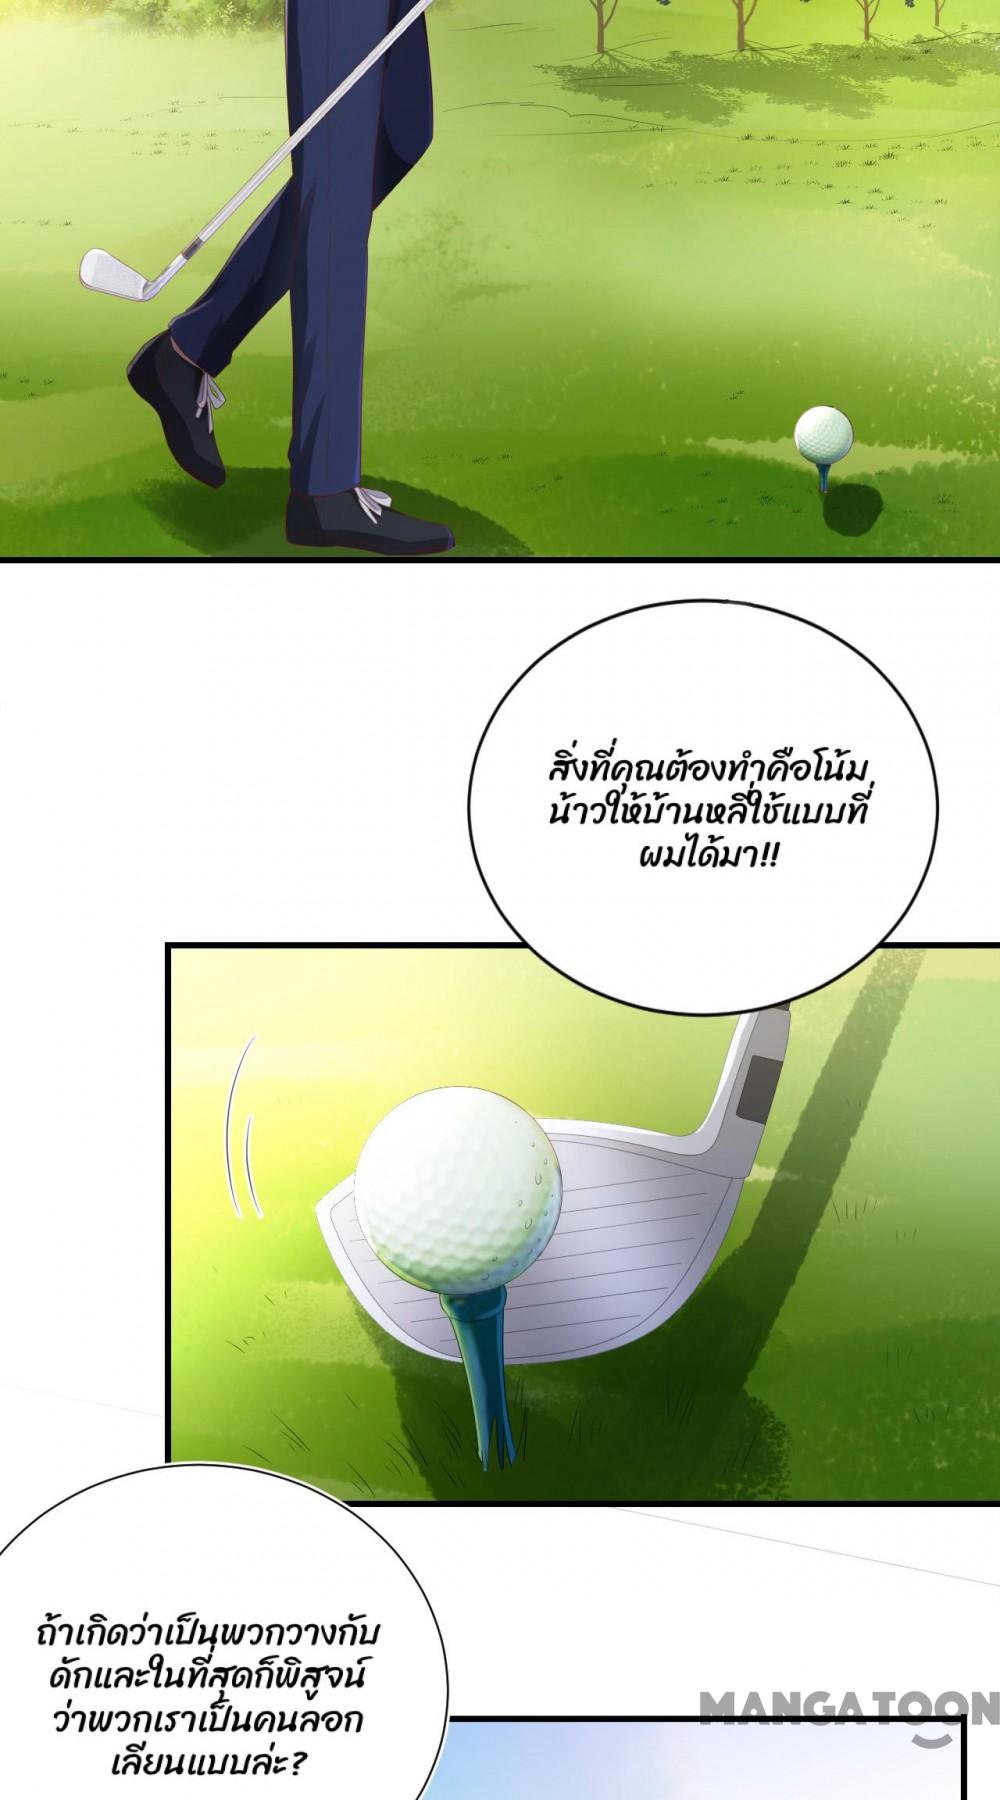 สิ่งที่คุณต้องทำคือโน้ม
น้าวให้บ้านหลี่ใช้แบบที่
ผมได้มา!!
ถ้าเกิดว่าเป็นพวกวางกับ
ดักและในที่สุดก็พิสูจน์
ว่าพวกเราเป็นคนลอก
เลียนแบบล่ะ?
MANGATOON